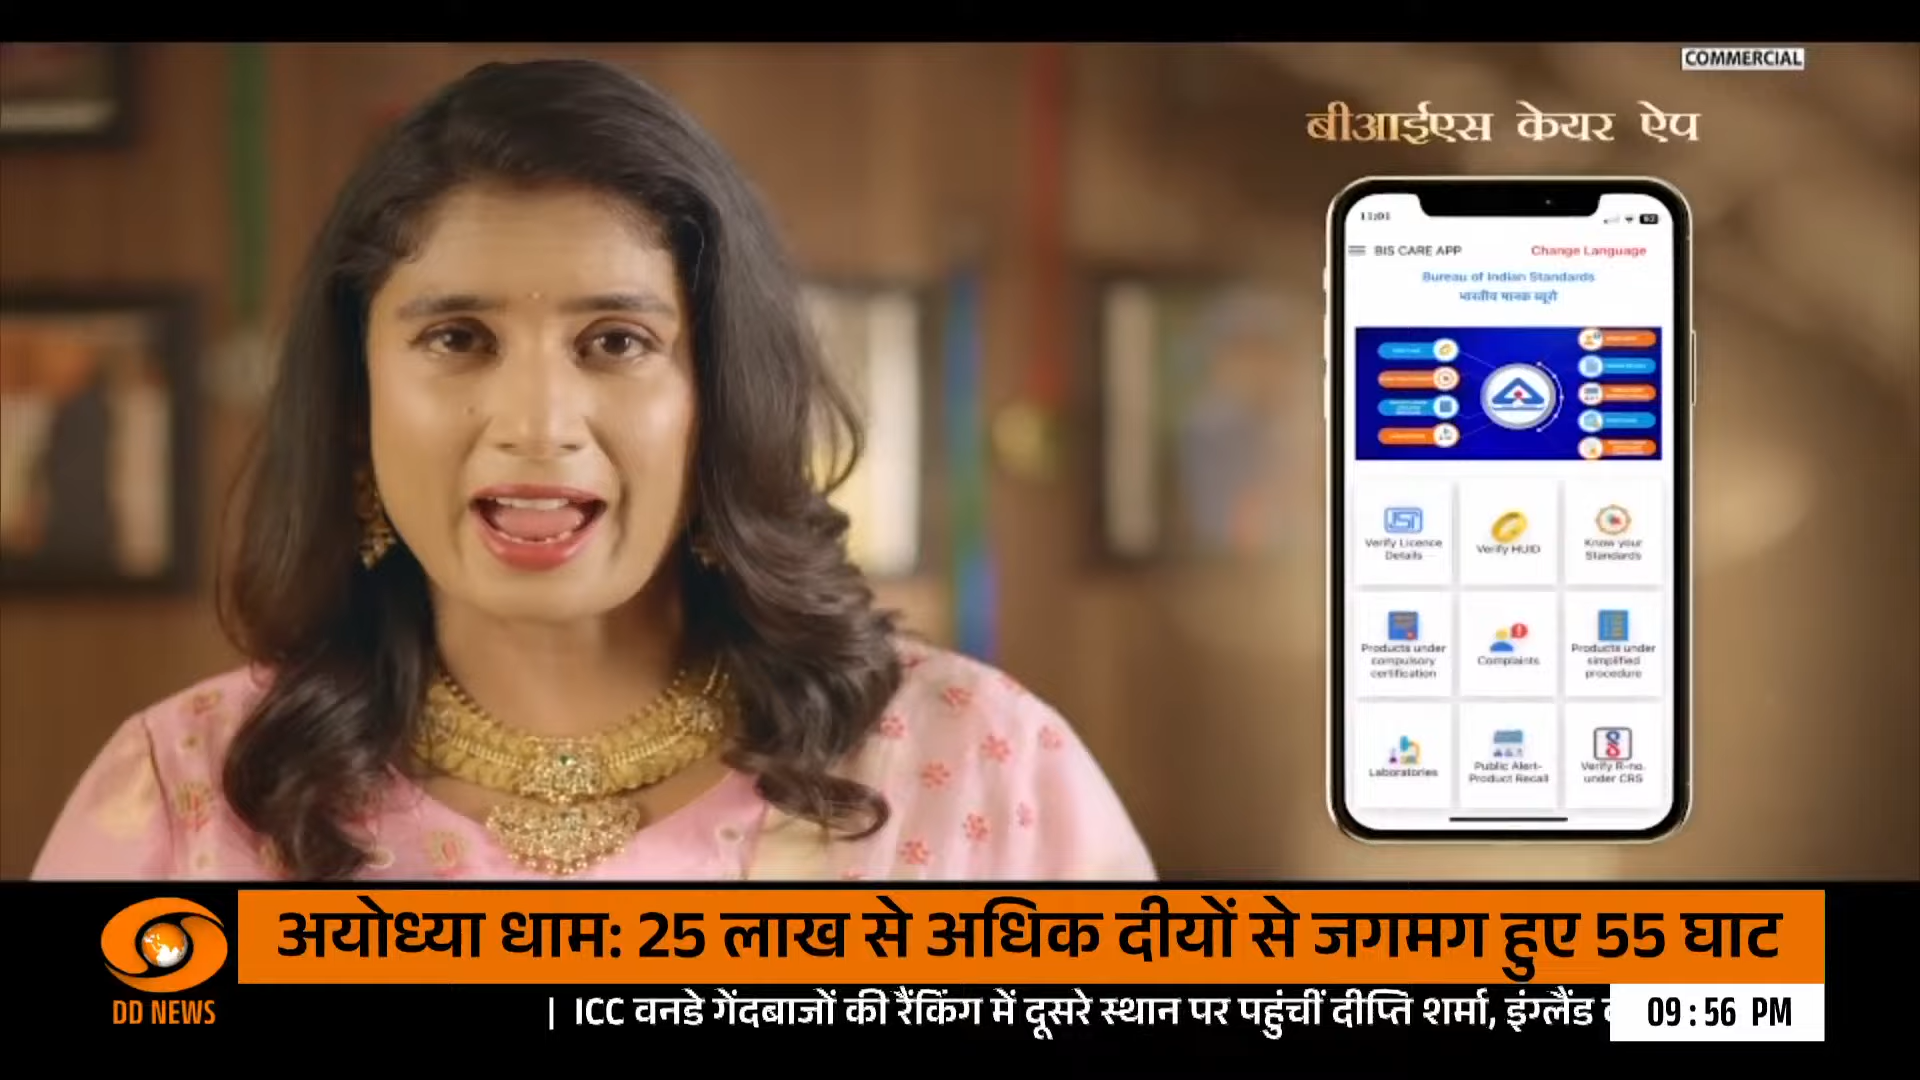 COMMERCIAL
बीआईएस केयर ऐप
11:01
BIS CARE APP
Change Language
Bureau of Indian Standards
भारतीय मानक ब्यूरो
Verify Licence Details
Verify HUID
Know your Standards
Products under compulsory certification
Complaints
Products under simplified procedure
Laboratories
Public Alert-Product Recall
Verify R-no. under CRS
अयोध्या धाम: 25 लाख से अधिक दीयों से जगमग हुए 55 घाट
DD NEWS
| ICC वनडे गेंदबाजों की रैंकिंग में दूसरे स्थान पर पहुंचीं दीप्ति शर्मा, इंग्लैंड
09:56 PM